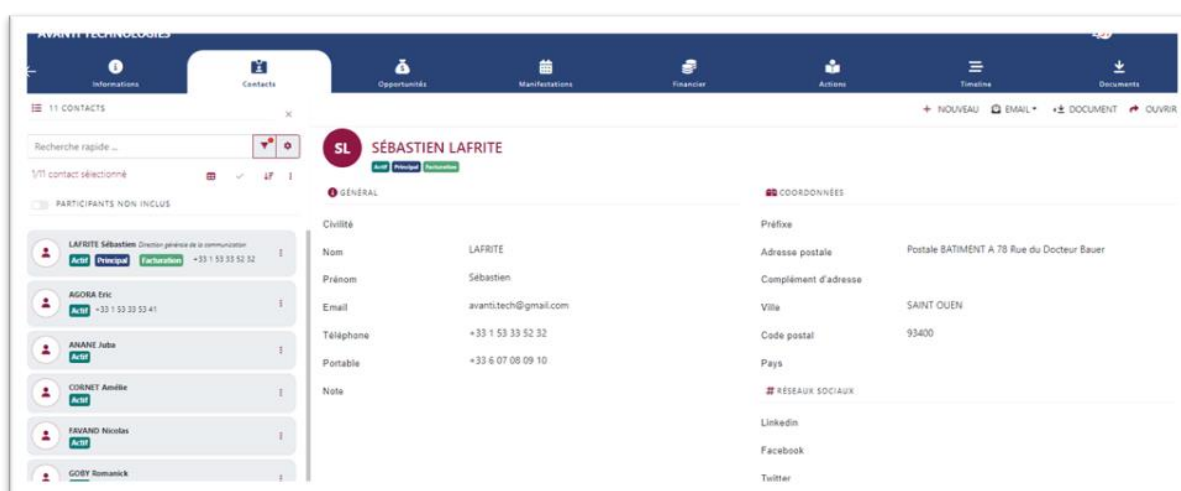 AVANTI TECHNOLOGIES
Informations
Contacts
Opportunités
Manifestations
Financier
Actions
Timeline
Documents
11 CONTACTS
×
+ NOUVEAU
EMAIL
DOCUMENT
OUVRIR
Recherche rapide ...
1/11 contact sélectionné
PARTICIPANTS NON INCLUS
LAFRITE Sébastien Direction générale de la communication
Actif Principal Facturation +33 1 53 33 52 32
AGORA Eric
Actif +33 1 53 33 53 41
ANANE Juba
Actif
CORNET Amélie
Actif
FAVAND Nicolas
Actif
GOBY Romanick
SL
SÉBASTIEN LAFRITE
Actif Principal Facturation
GÉNÉRAL
Civilité
Nom LAFRITE
Prénom Sébastien
Email avanti.tech@gmail.com
Téléphone +33 1 53 33 52 32
Portable +33 6 07 08 09 10
Note
COORDONNÉES
Préfixe
Adresse postale Postale BATIMENT A 78 Rue du Docteur Bauer
Complément d'adresse
Ville SAINT OUEN
Code postal 93400
Pays
# RÉSEAUX SOCIAUX
Linkedin
Facebook
Twitter